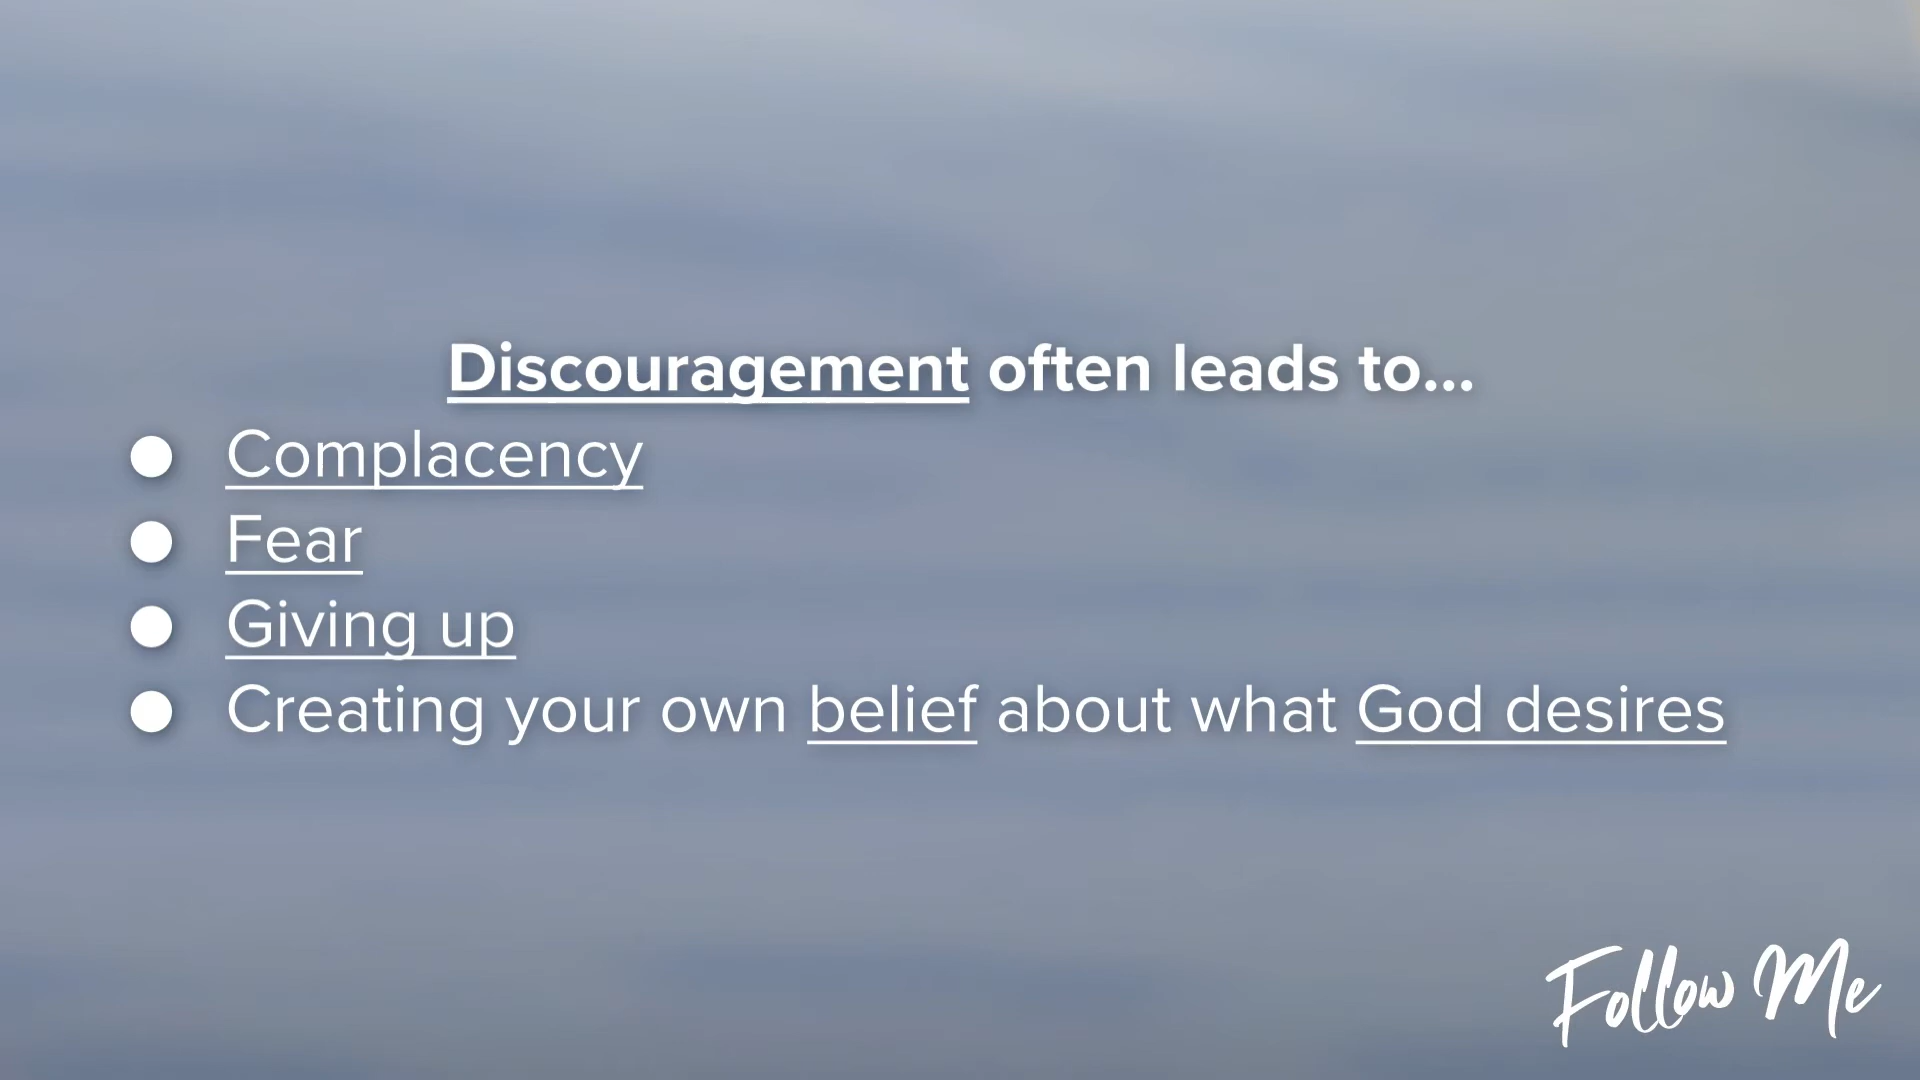 Discouragement often leads to...
● Complacency
● Fear
● Giving up
● Creating your own belief about what God desires
Follow Me